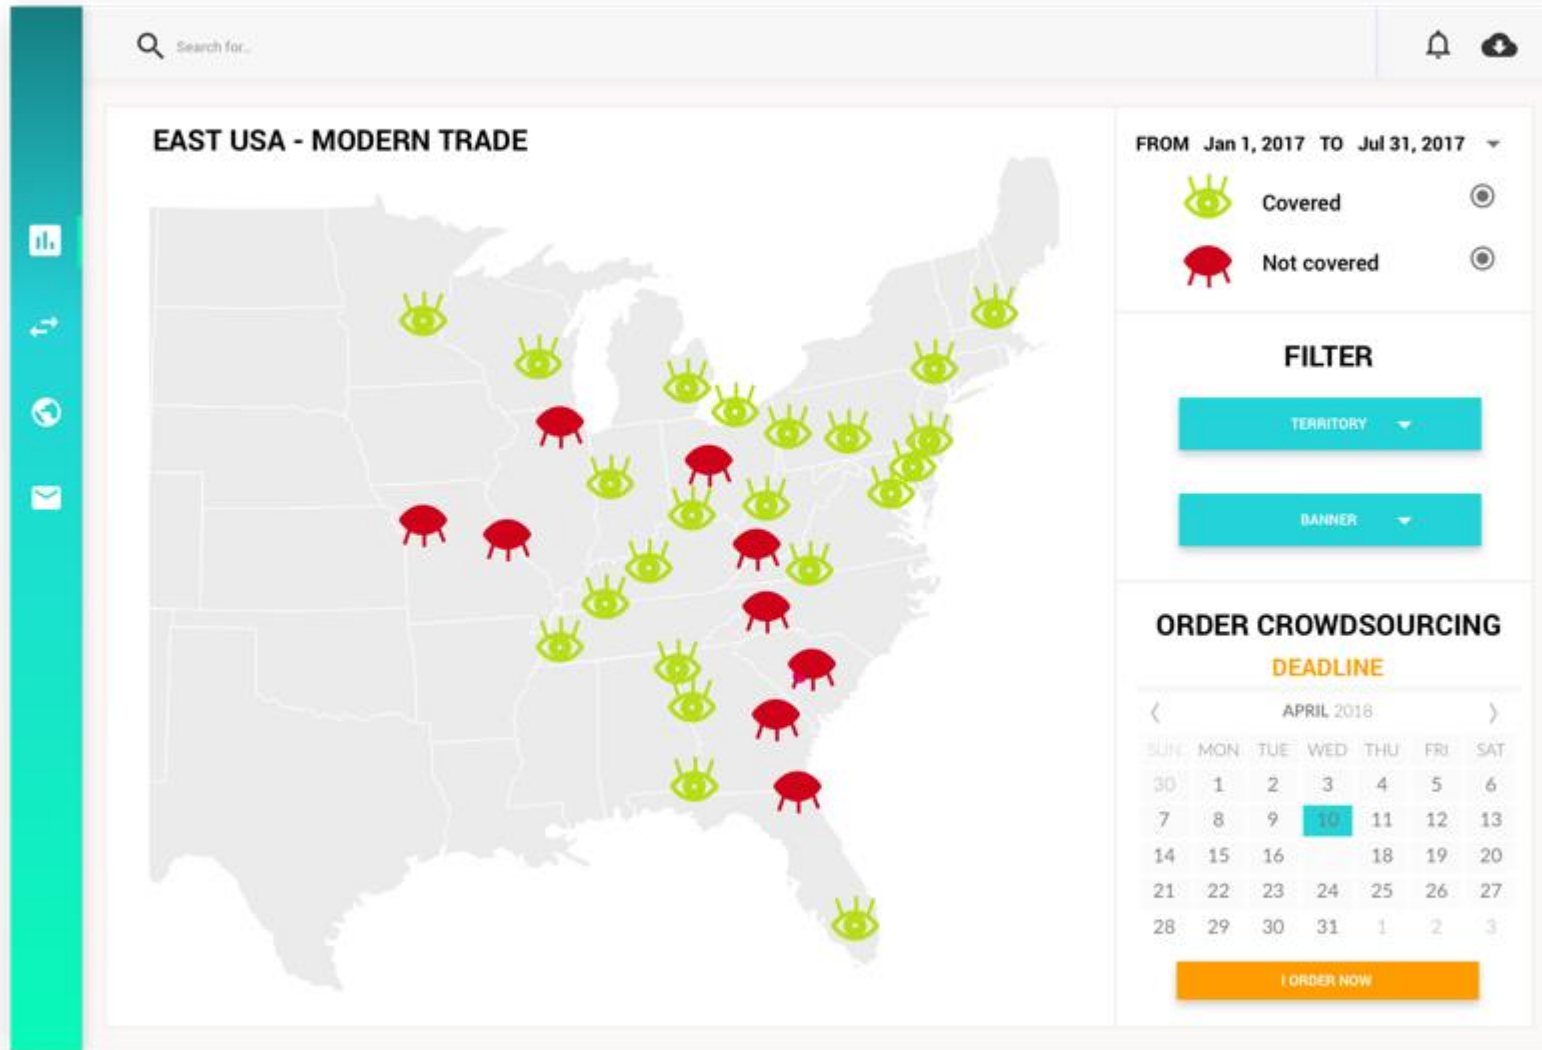 Search for..
EAST USA - MODERN TRADE
FROM Jan 1, 2017 TO Jul 31, 2017
Covered
Not covered
FILTER
TERRITORY
BANNER
ORDER CROWDSOURCING
DEADLINE
APRIL 2018
SUN MON TUE WED THU FRI SAT
30 1 2 3 4 5 6
7 8 9 10 11 12 13
14 15 16 18 19 20
21 22 23 24 25 26 27
28 29 30 31 1 2 3
I ORDER NOW